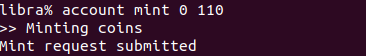 libra% account mint 0 110
>> Minting coins
Mint request submitted